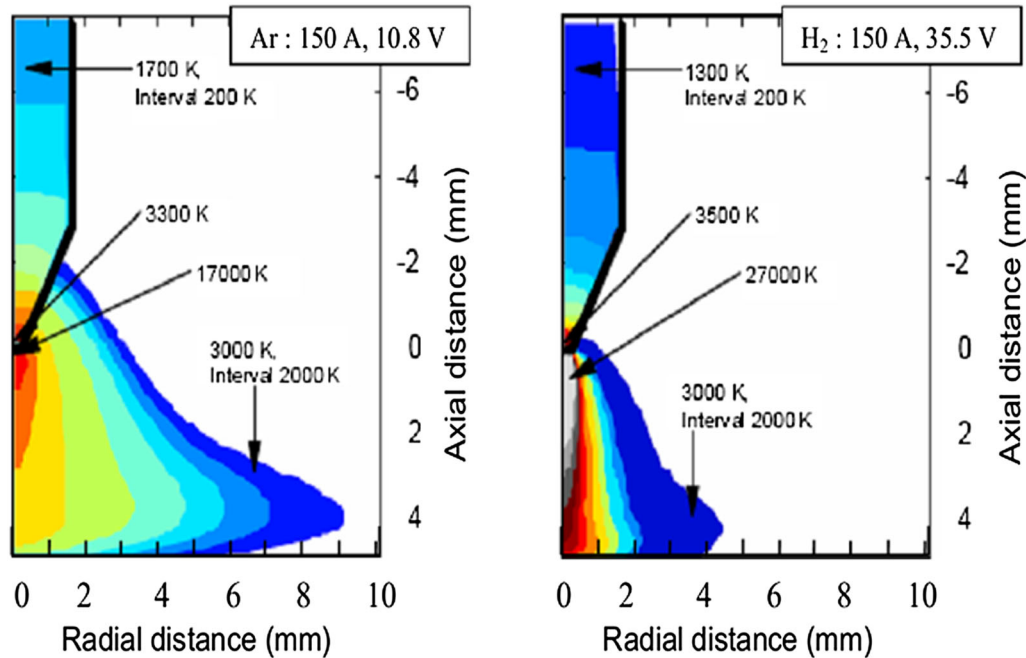 Ar : 150 A, 10.8 V
1700 K,
Interval 200 K
3300 K
17000 K
3000 K,
Interval 2000 K
-6
-4
-2
0
2
4
Axial distance (mm)
0 2 4 6 8 10
Radial distance (mm)
H₂ : 150 A, 35.5 V
1300 K,
Interval 200 K
3500 K
27000 K
3000 K,
Interval 2000 K
-6
-4
-2
0
2
4
Axial distance (mm)
0 2 4 6 8 10
Radial distance (mm)